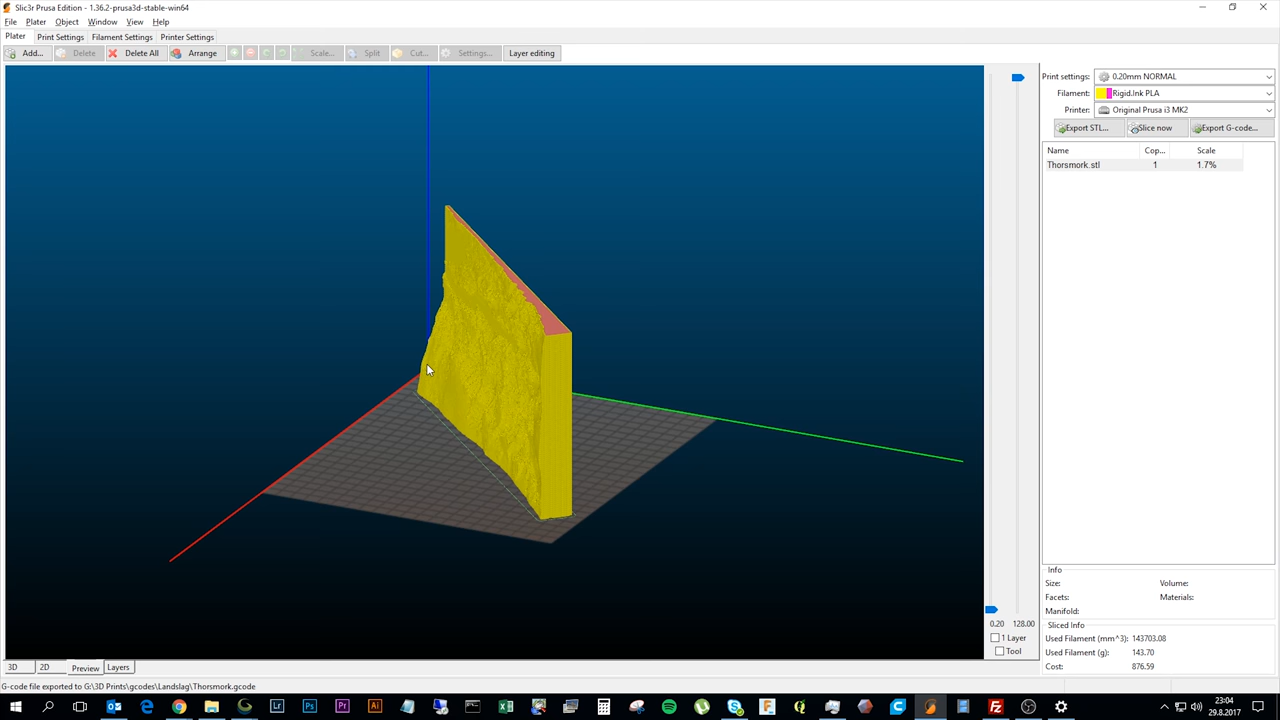 Slic3r Prusa Edition - 1.36.2-prusa3d-stable-win64
File Plater Object Window View Help
Plater Print Settings Filament Settings Printer Settings
Add... Delete Delete All Arrange Scale... Split Cut... Settings... Layer editing
Print settings: 0.20mm NORMAL
Filament: Rigid.Ink PLA
Printer: Original Prusa i3 MK2
Export STL... Slice now Export G-code...
Name Cop... Scale
Thorsmork.stl 1 1.7%
Info
Size: Volume:
Facets: Materials:
Manifold:
Sliced Info
Used Filament (mm^3): 143703.08
Used Filament (g): 143.70
Cost: 876.59
0.20 128.00
1 Layer
Tool
3D 2D Preview Layers
G-code file exported to G:\3D Prints\gcodes\Landslag\Thorsmork.gcode
23:04
29.8.2017